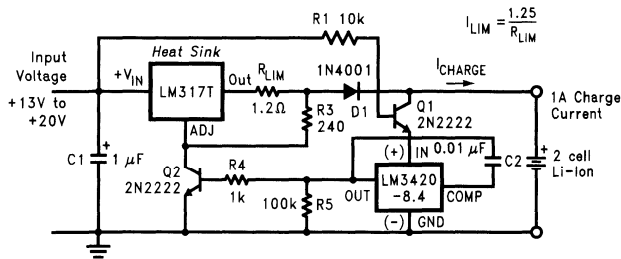 R1 10k
I_LIM = 1.25 / R_LIM
Input
Voltage
+13V to
+20V
Heat Sink
+V_IN
LM317T
Out
ADJ
R_LIM
1.2Ω
1N4001
D1
I_CHARGE
R3
240
Q1
2N2222
1A Charge
Current
C1
+
1 μF
Q2
2N2222
R4
1k
100k
R5
(+)
IN
0.01 μF
C2
OUT
LM3420
-8.4
COMP
(-)
GND
+
2 cell
Li-Ion